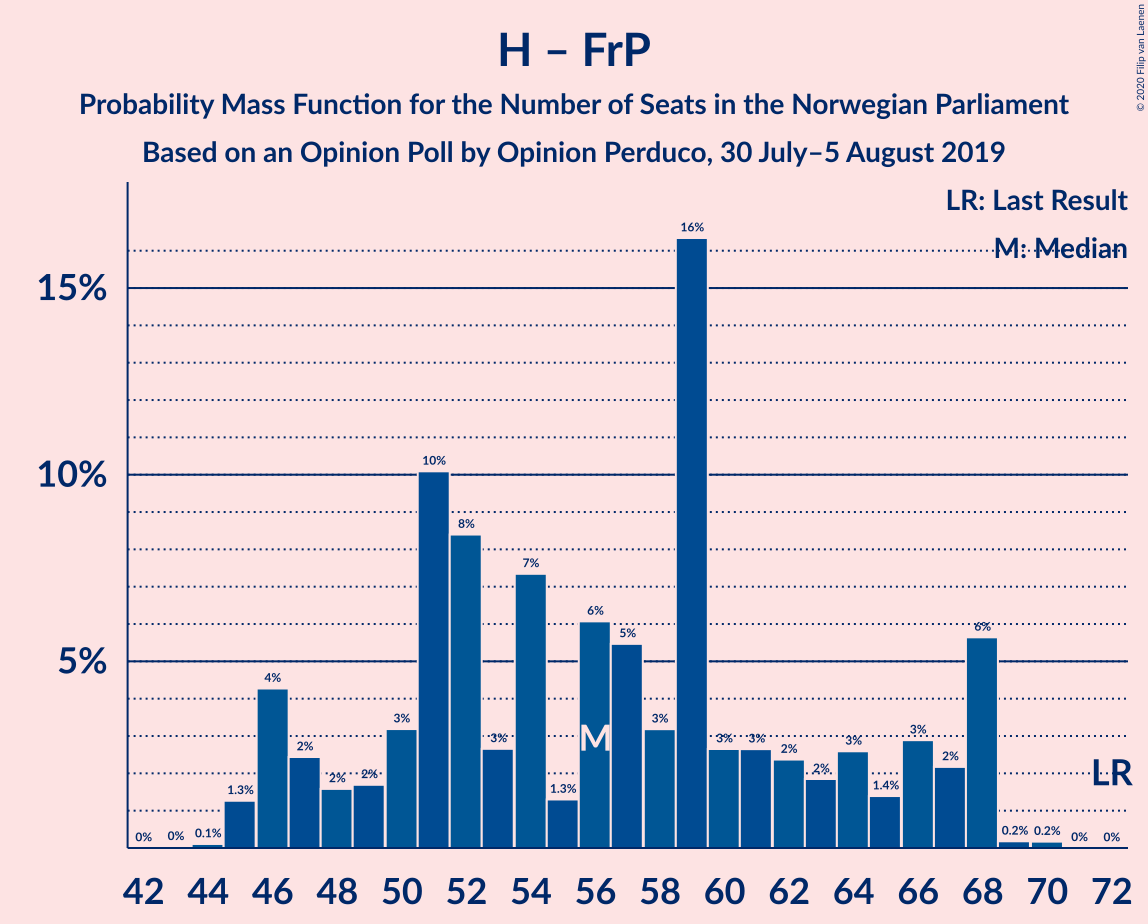 H – FrP
Probability Mass Function for the Number of Seats in the Norwegian Parliament
Based on an Opinion Poll by Opinion Perduco, 30 July–5 August 2019
© 2020 Filip van Laenen
LR: Last Result
M: Median
15%
10%
5%
0% 0% 0.1% 1.3% 4% 2% 2% 2% 3% 10% 8% 3% 7% 1.3% 6% 5% 3% 16% 3% 3% 2% 2% 3% 1.4% 3% 2% 6% 0.2% 0.2% 0% 0%
M
LR
42 44 46 48 50 52 54 56 58 60 62 64 66 68 70 72